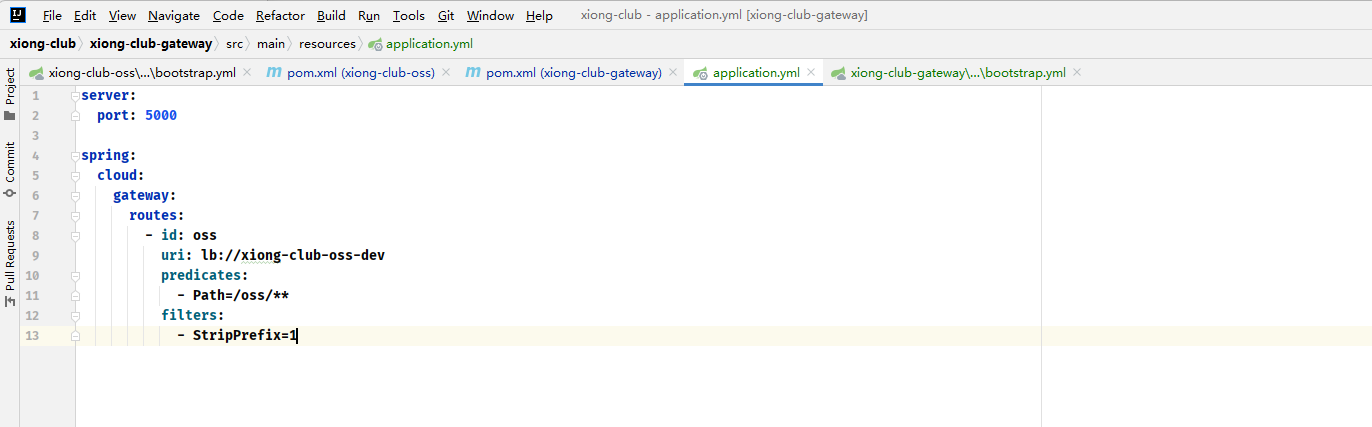 IJ File Edit View Navigate Code Refactor Build Run Tools Git Window Help xiong-club - application.yml [xiong-club-gateway]
xiong-club xiong-club-gateway src main resources application.yml
xiong-club-oss\...\bootstrap.yml pom.xml (xiong-club-oss) pom.xml (xiong-club-gateway) application.yml xiong-club-gateway\...\bootstrap.yml
Project
Commit
Pull Requests
1 server:
2   port: 5000
3
4 spring:
5   cloud:
6     gateway:
7       routes:
8         - id: oss
9           uri: lb://xiong-club-oss-dev
10           predicates:
11             - Path=/oss/**
12           filters:
13             - StripPrefix=1